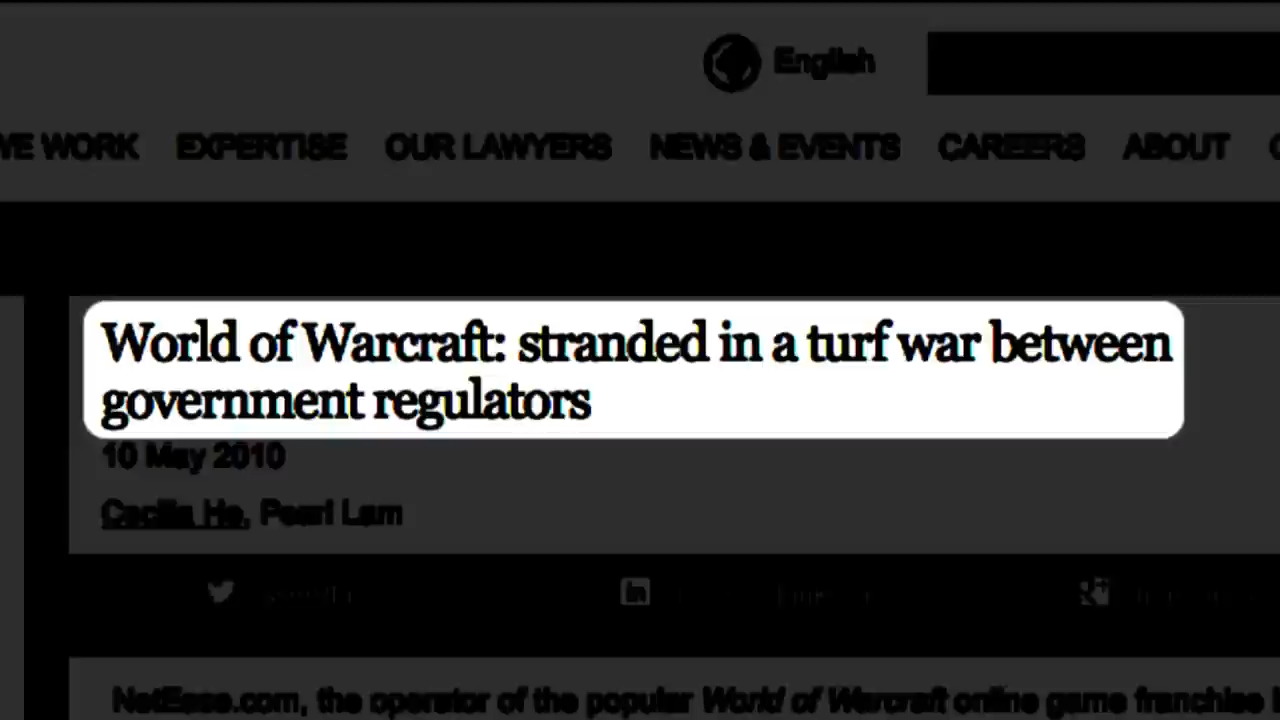 English
WE WORK EXPERTISE OUR LAWYERS NEWS & EVENTS CAREERS ABOUT
World of Warcraft: stranded in a turf war between
government regulators
10 May 2010
Cecilia He, Pearl Lam
NetEase.com, the operator of the popular World of Warcraft online game franchise